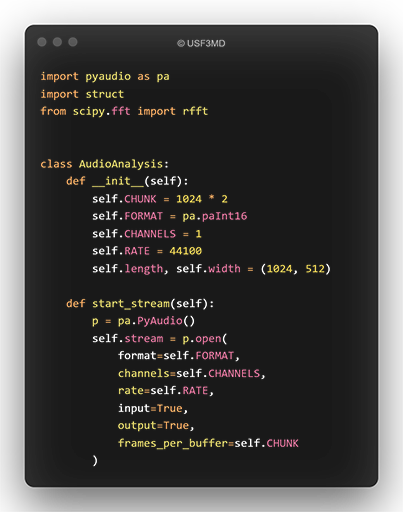 © USF3MD
import pyaudio as pa
import struct
from scipy.fft import rfft
class AudioAnalysis:
def __init__(self):
self.CHUNK = 1024 * 2
self.FORMAT = pa.paInt16
self.CHANNELS = 1
self.RATE = 44100
self.length, self.width = (1024, 512)
def start_stream(self):
p = pa.PyAudio()
self.stream = p.open(
format=self.FORMAT,
channels=self.CHANNELS,
rate=self.RATE,
input=True,
output=True,
frames_per_buffer=self.CHUNK
)